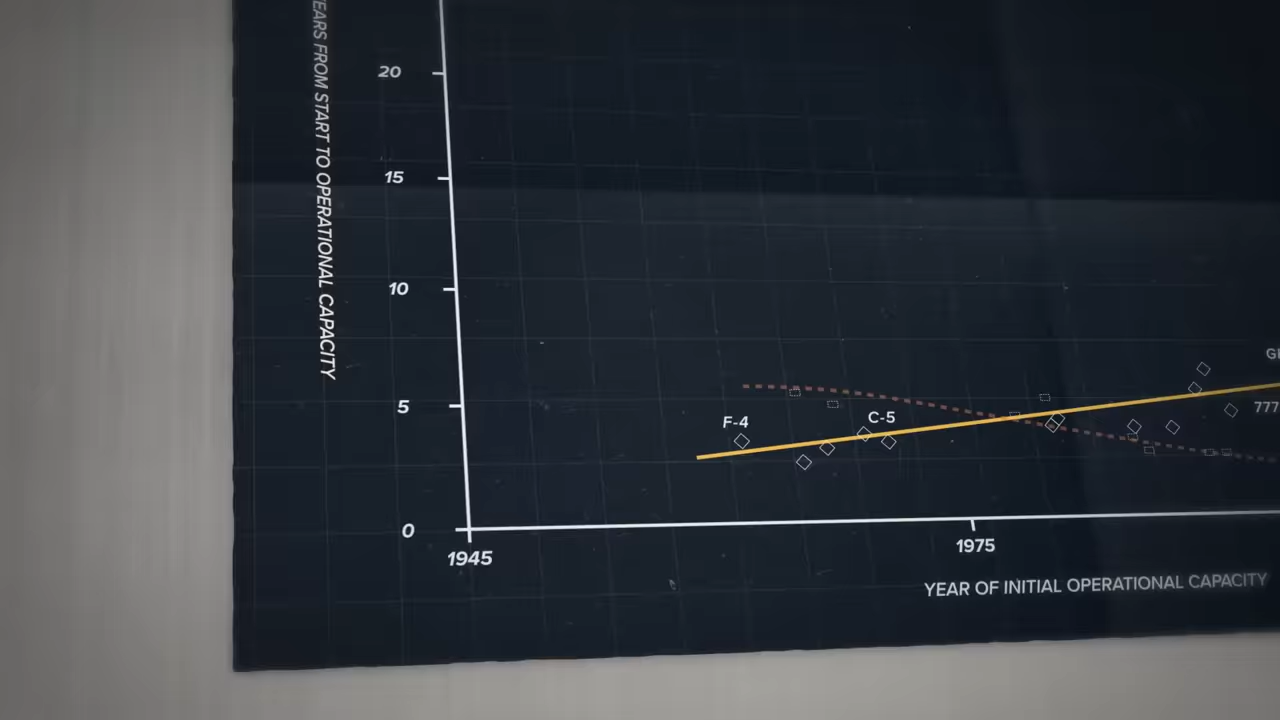 EARS FROM START TO OPERATIONAL CAPACITY
20
15
10
5
0
F-4
C-5
777
1945
1975
YEAR OF INITIAL OPERATIONAL CAPACITY